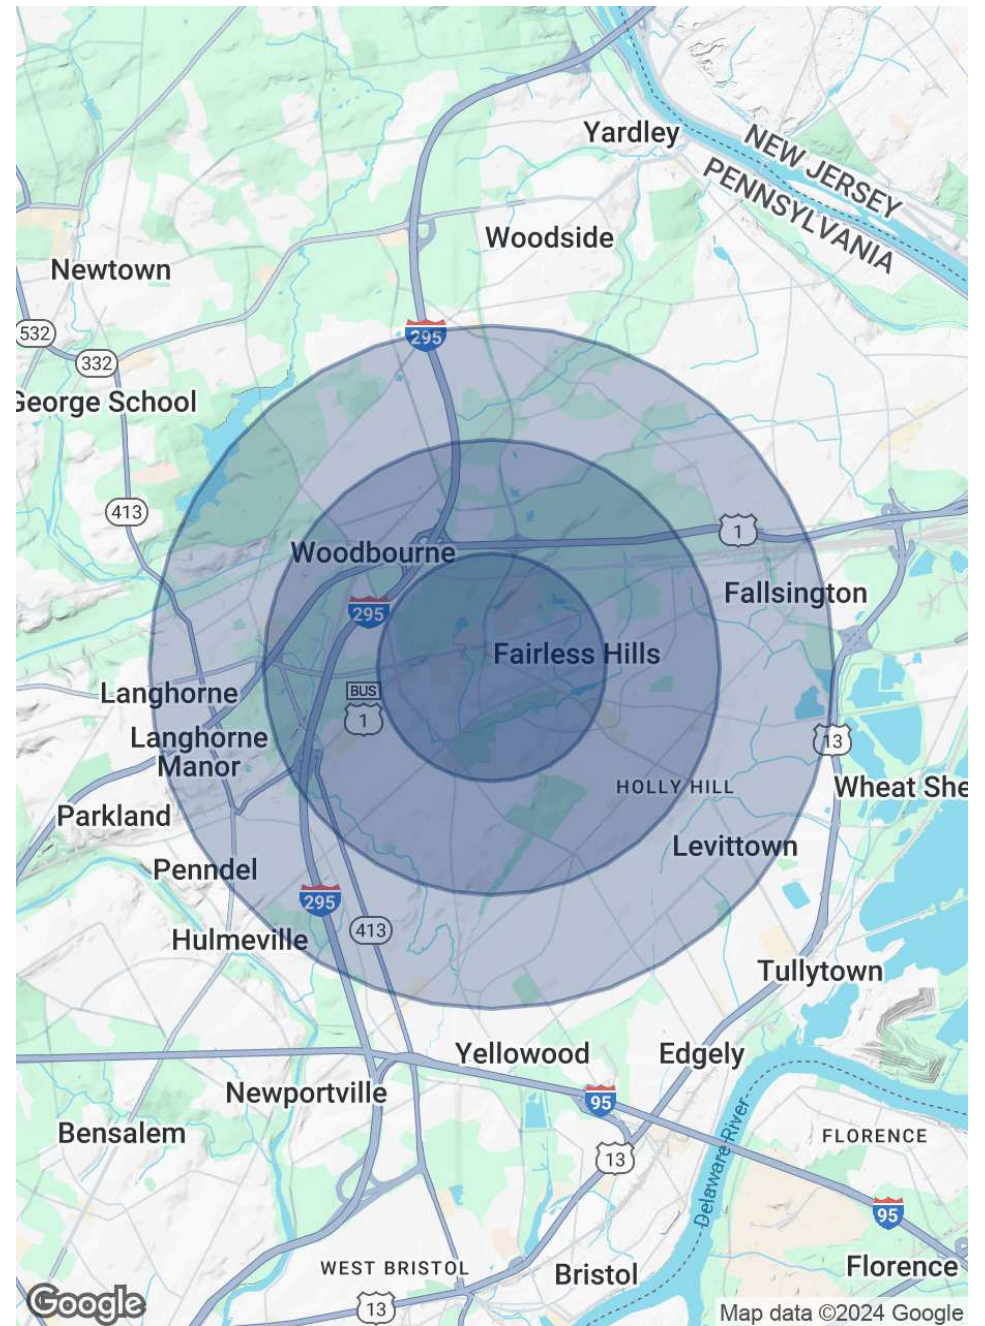 Yardley
NEW JERSEY
PENNSYLVANIA
Woodside
Newtown
295
532
332
George School
413
1
Woodbourne
Fallsington
295
Fairless Hills
Langhorne
BUS
1
Langhorne
Manor
13
HOLLY HILL
Wheat She
Parkland
Levittown
Penndel
295
413
Hulmeville
Tullytown
Yellowood
Edgely
Newportville
95
Bensalem
13
Delaware River
FLORENCE
95
WEST BRISTOL
Bristol
Florence
Google
13
Map data ©2024 Google